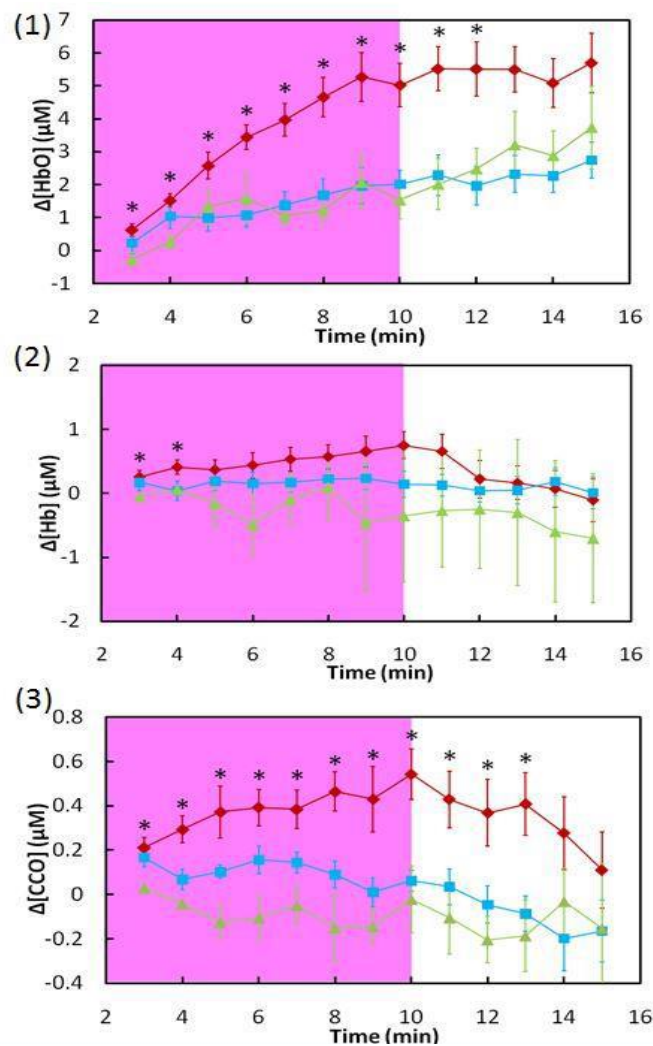 (1)
Δ[HbO] (µM)
7
6
5
4
3
2
1
0
-1
* * * * * * * * * *
2 4 6 8 10 12 14 16
Time (min)
(2)
Δ[Hb] (µM)
2
1
0
-1
-2
* *
2 4 6 8 10 12 14 16
Time (min)
(3)
Δ[CCO] (µM)
0.8
0.6
0.4
0.2
0
-0.2
-0.4
* * * * * * * * * * *
2 4 6 8 10 12 14 16
Time (min)